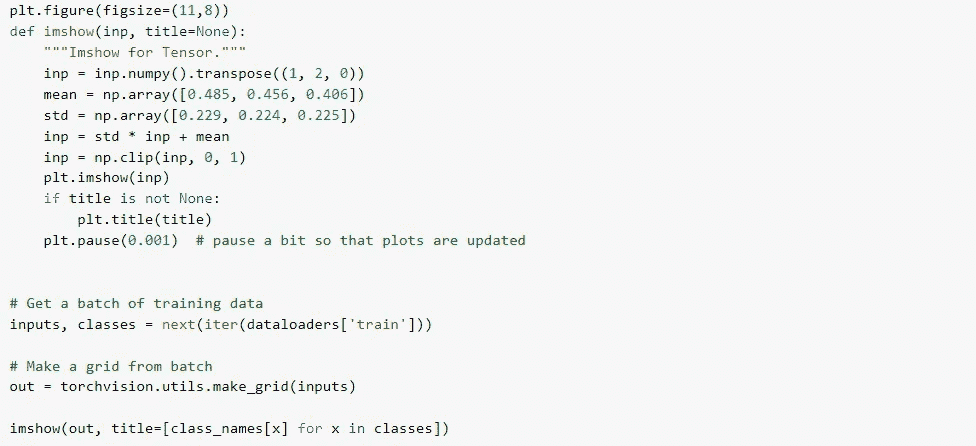 plt.figure(figsize=(11,8))
def imshow(inp, title=None):
    """Imshow for Tensor."""
    inp = inp.numpy().transpose((1, 2, 0))
    mean = np.array([0.485, 0.456, 0.406])
    std = np.array([0.229, 0.224, 0.225])
    inp = std * inp + mean
    inp = np.clip(inp, 0, 1)
    plt.imshow(inp)
    if title is not None:
        plt.title(title)
    plt.pause(0.001)  # pause a bit so that plots are updated


# Get a batch of training data
inputs, classes = next(iter(dataloaders['train']))

# Make a grid from batch
out = torchvision.utils.make_grid(inputs)

imshow(out, title=[class_names[x] for x in classes])